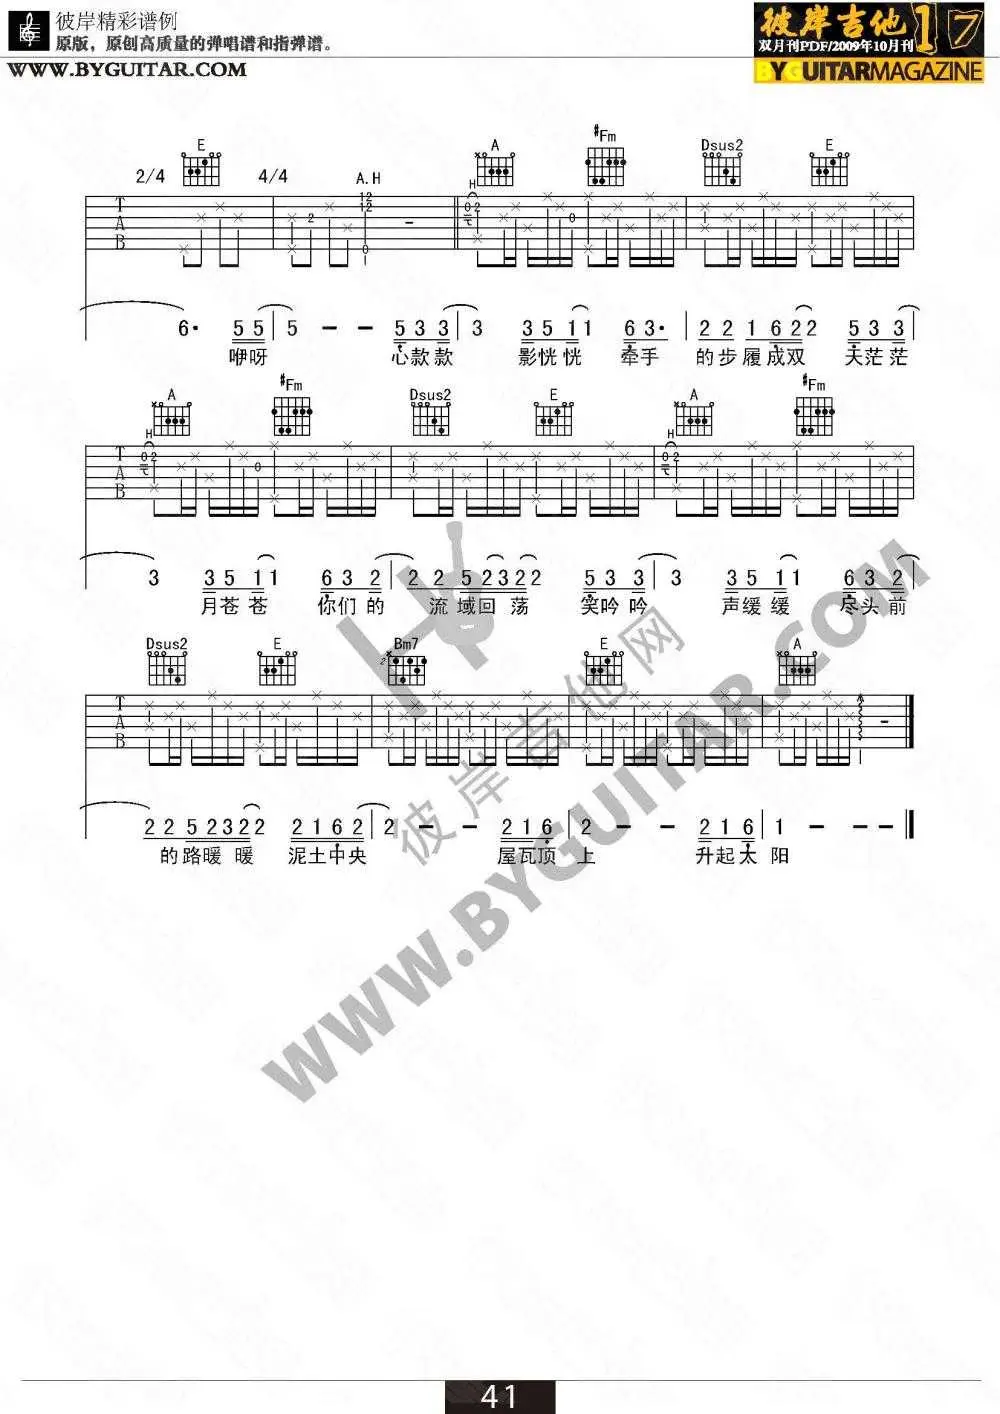 彼岸精彩谱例
原版，原创高质量的弹唱谱和指弹谱。
WWW.BYGUITAR.COM
彼岸吉他 17
双月刊PDF/2009年10月刊
BYGUITARMAGAZINE
E A #Fm Dsus2 E
2/4 4/4 A.H H
TAB 2 12 12 0 0 2 0
6· 5 5 | 5 - - 5 3 3 | 3 3 5 1 1 6 3· | 2 2 1 6 2 2 5 3 3
咿呀 心款款 影恍恍 牵手 的步履成双 天茫茫
A #Fm Dsus2 E A #Fm
H H
TAB 0 2 0 0 2
3 3 5 1 1 6 3 2 | 2 2 5 2 3 2 2 5 3 3 | 3 3 5 1 1 6 3 2
月苍苍 你们的 流域回荡 笑吟吟 声缓缓 尽头前
Dsus2 E Bm7 E A
2
TAB
2 2 5 2 3 2 2 2 1 6 2 | 2 - - 2 1 6 | 2 - - 2 1 6 | 1 - -
的路暖暖 泥土中央 屋瓦顶上 升起太阳
彼岸吉他网
WWW.BYGUITAR.COM
41